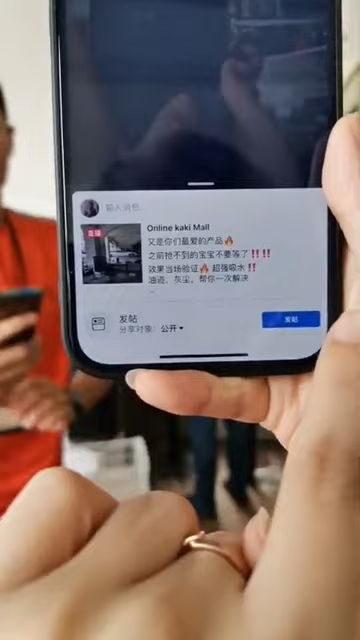 输入消息...
直播
Online kaki Mall
又是你们最爱的产品🔥
之前抢不到的宝宝不要等了‼️‼️
效果当场验证🔥 超强吸水‼️
油迹、灰尘, 帮你一次解决
...
发帖
分享对象: 公开
发帖